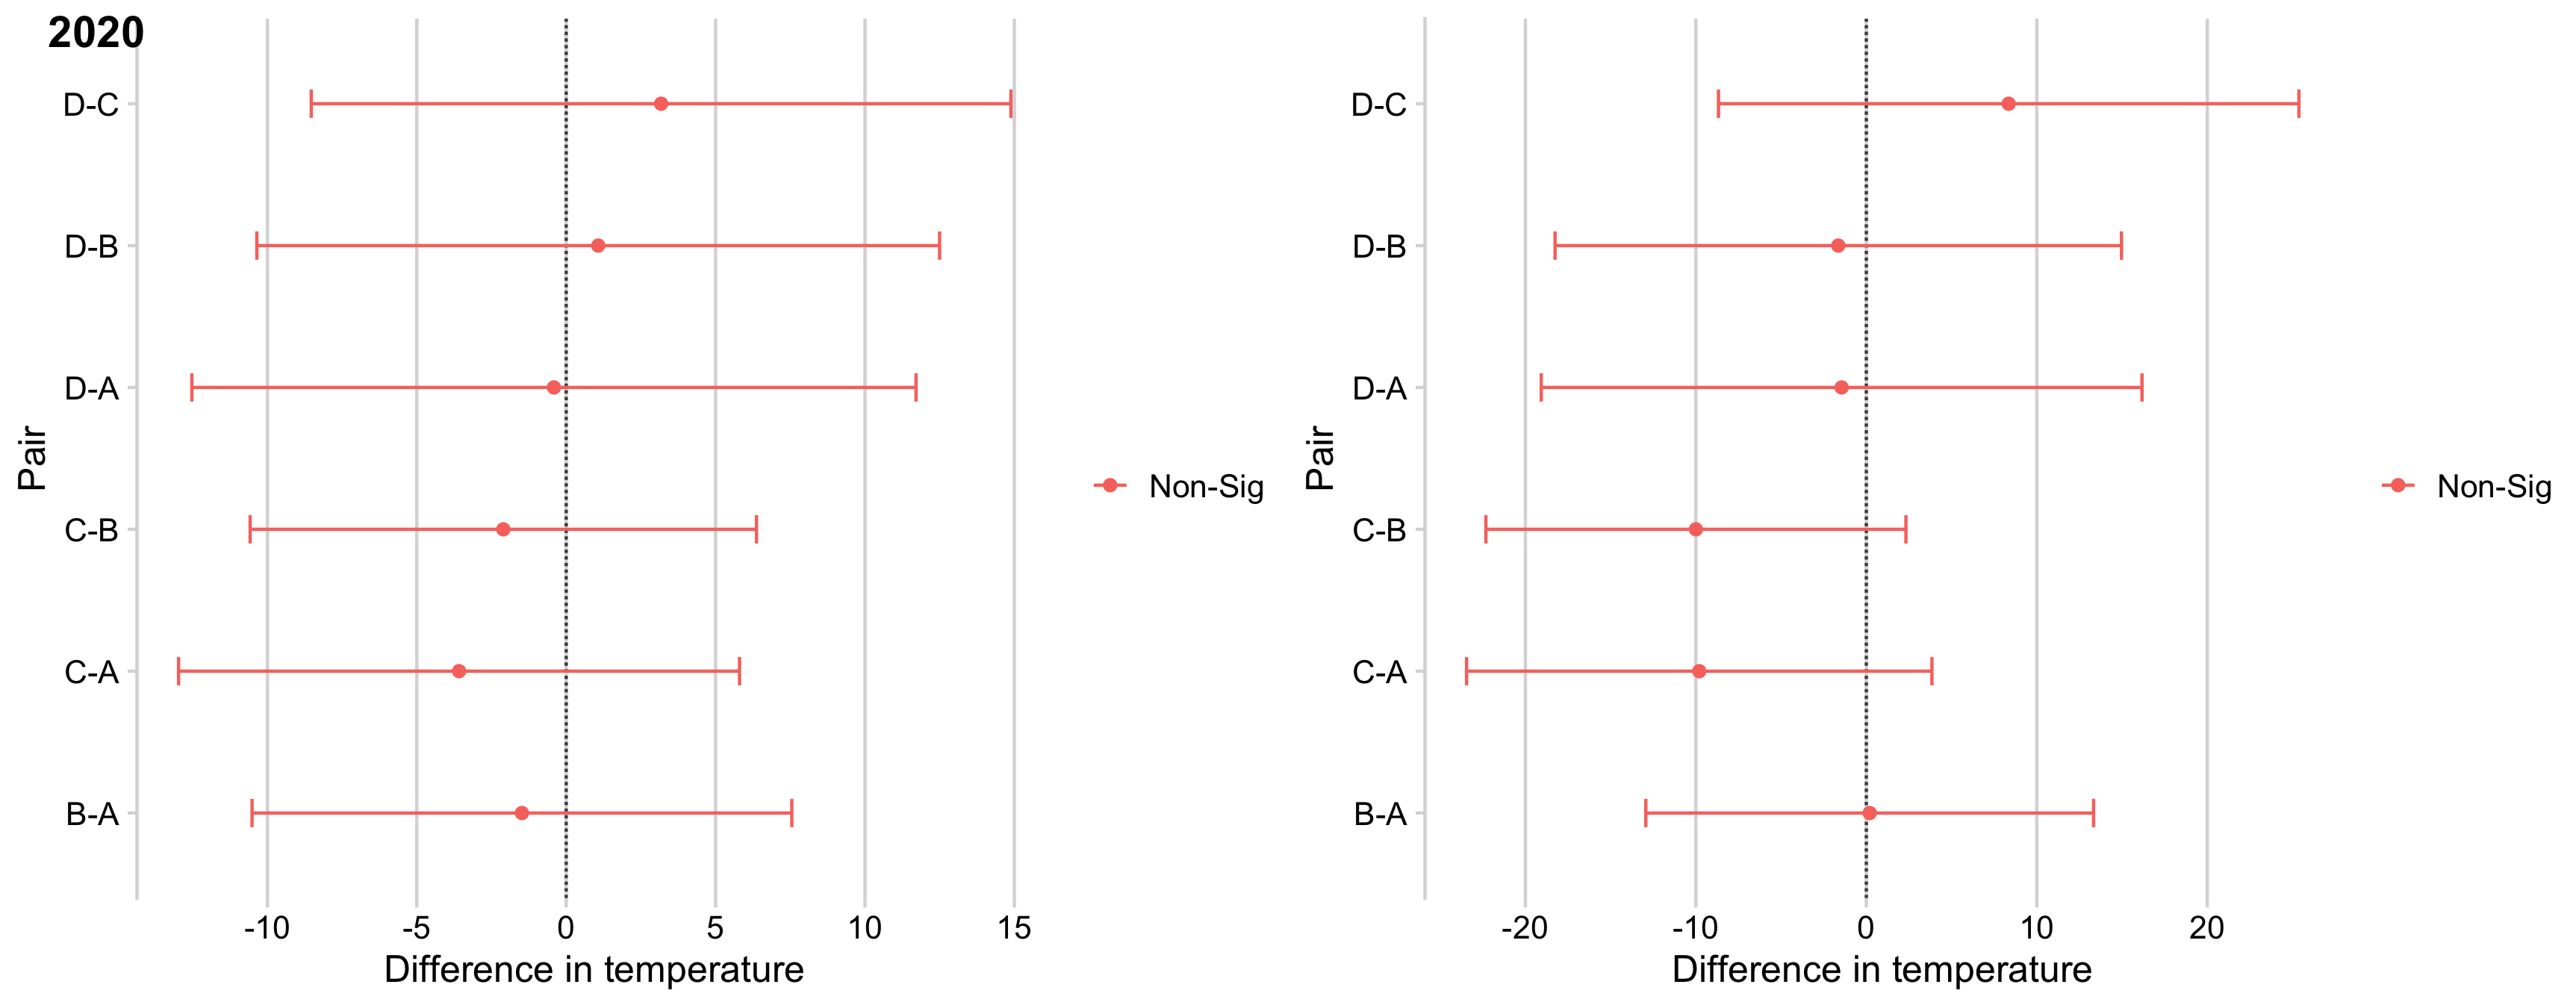 2020
D-C
D-B
D-A
C-B
C-A
B-A
Pair
-10 -5 0 5 10 15
Difference in temperature
Non-Sig
D-C
D-B
D-A
C-B
C-A
B-A
Pair
-20 -10 0 10 20
Difference in temperature
Non-Sig